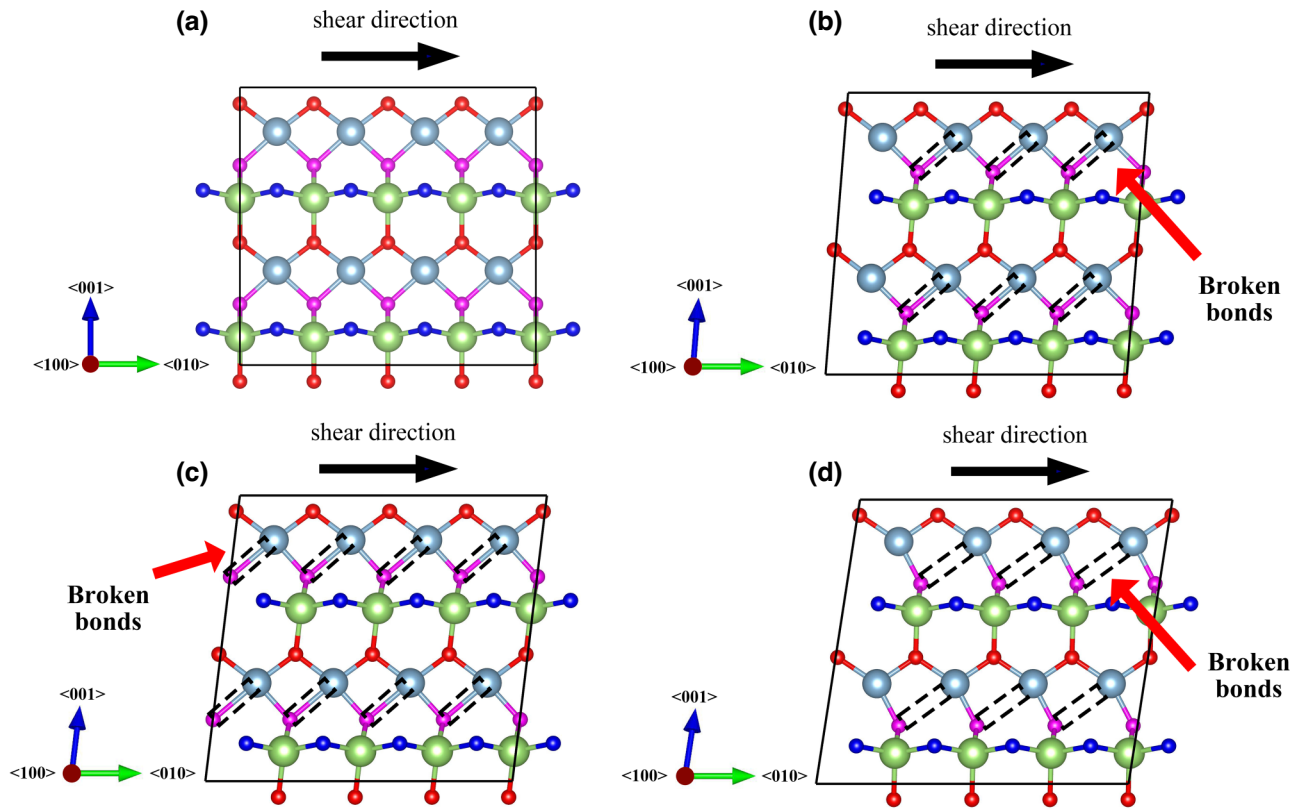 (a)
shear direction
<001>
<100>
<010>
(b)
shear direction
Broken
bonds
<001>
<100>
<010>
(c)
shear direction
Broken
bonds
<001>
<100>
<010>
(d)
shear direction
Broken
bonds
<001>
<100>
<010>